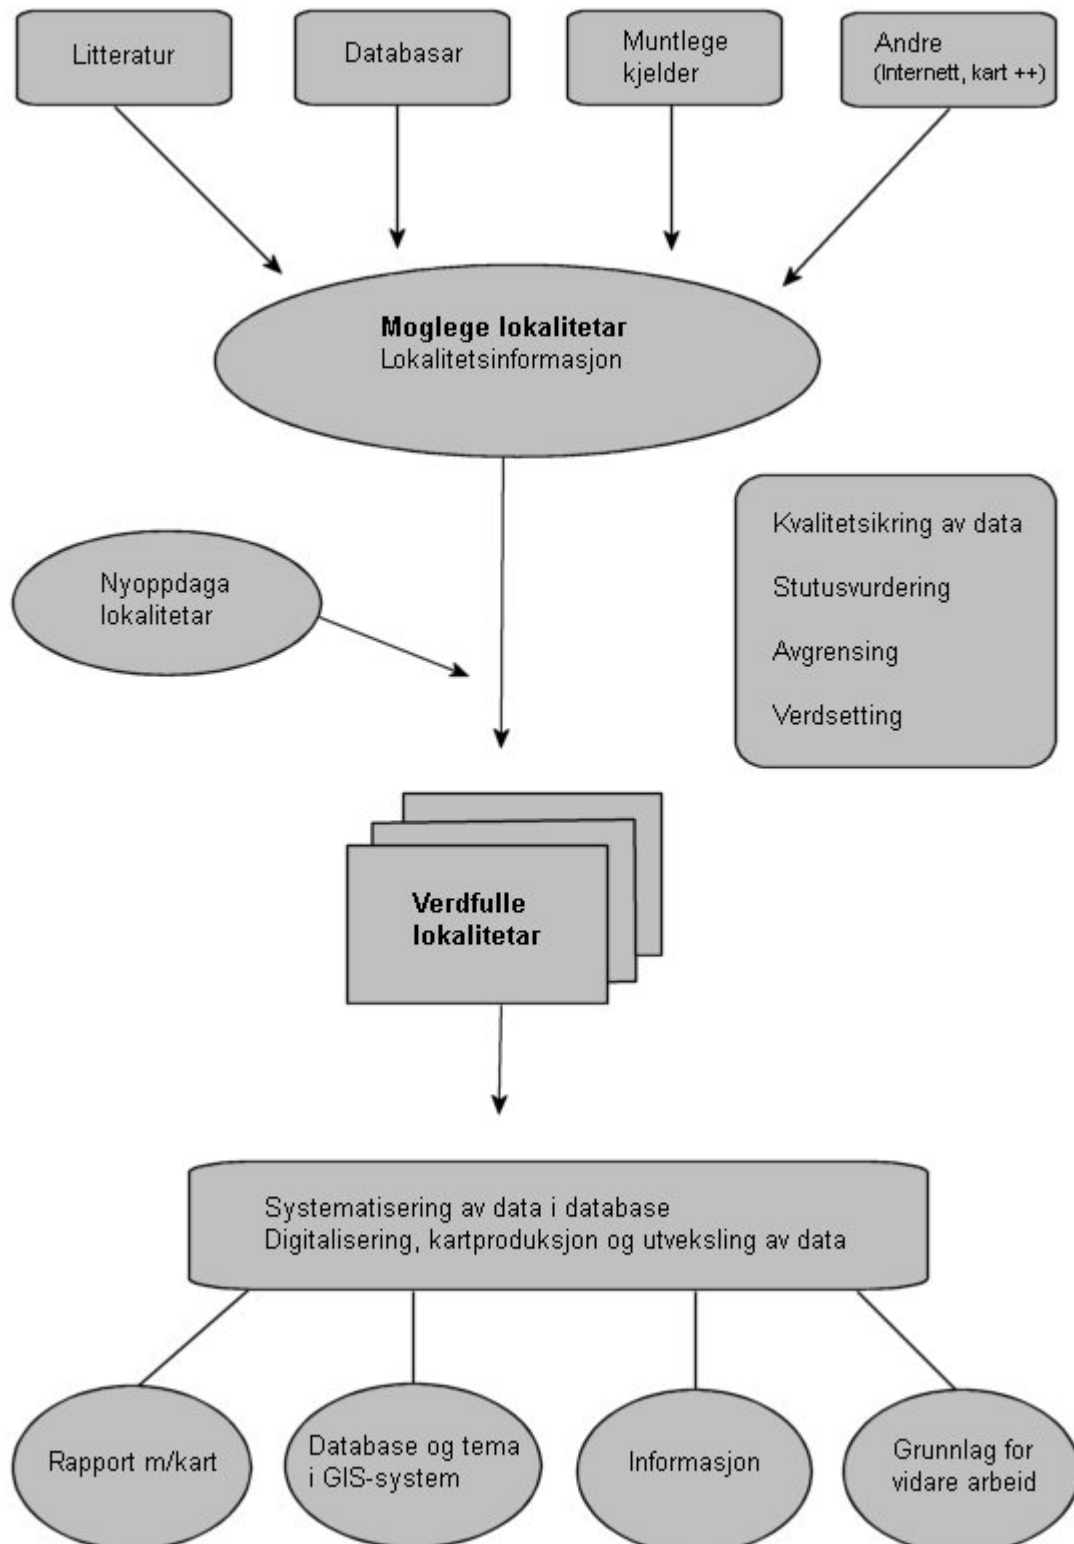 Litteratur
Databasar
Muntlege
kjelder
Andre
(Internett, kart ++)
Moglege lokalitetar
Lokalitetsinformasjon
Kvalitetsikring av data
Stutusvurdering
Avgrensing
Verdsetting
Nyoppdaga
lokalitetar
Verdfulle
lokalitetar
Systematisering av data i database
Digitalisering, kartproduksjon og utveksling av data
Rapport m/kart
Database og tema
i GIS-system
Informasjon
Grunnlag for
vidare arbeid